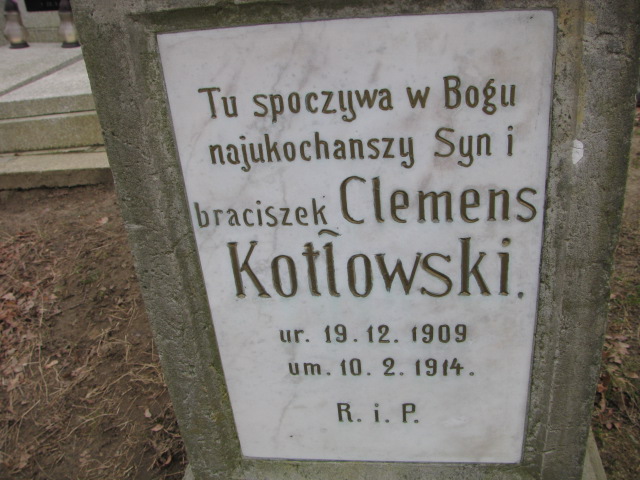 Tu spoczywa w Bogu
najukochanszy Syn i
braciszek Clemens
Kotłowski.
ur. 19.12.1909
um. 10.2.1914.
R. i. P.